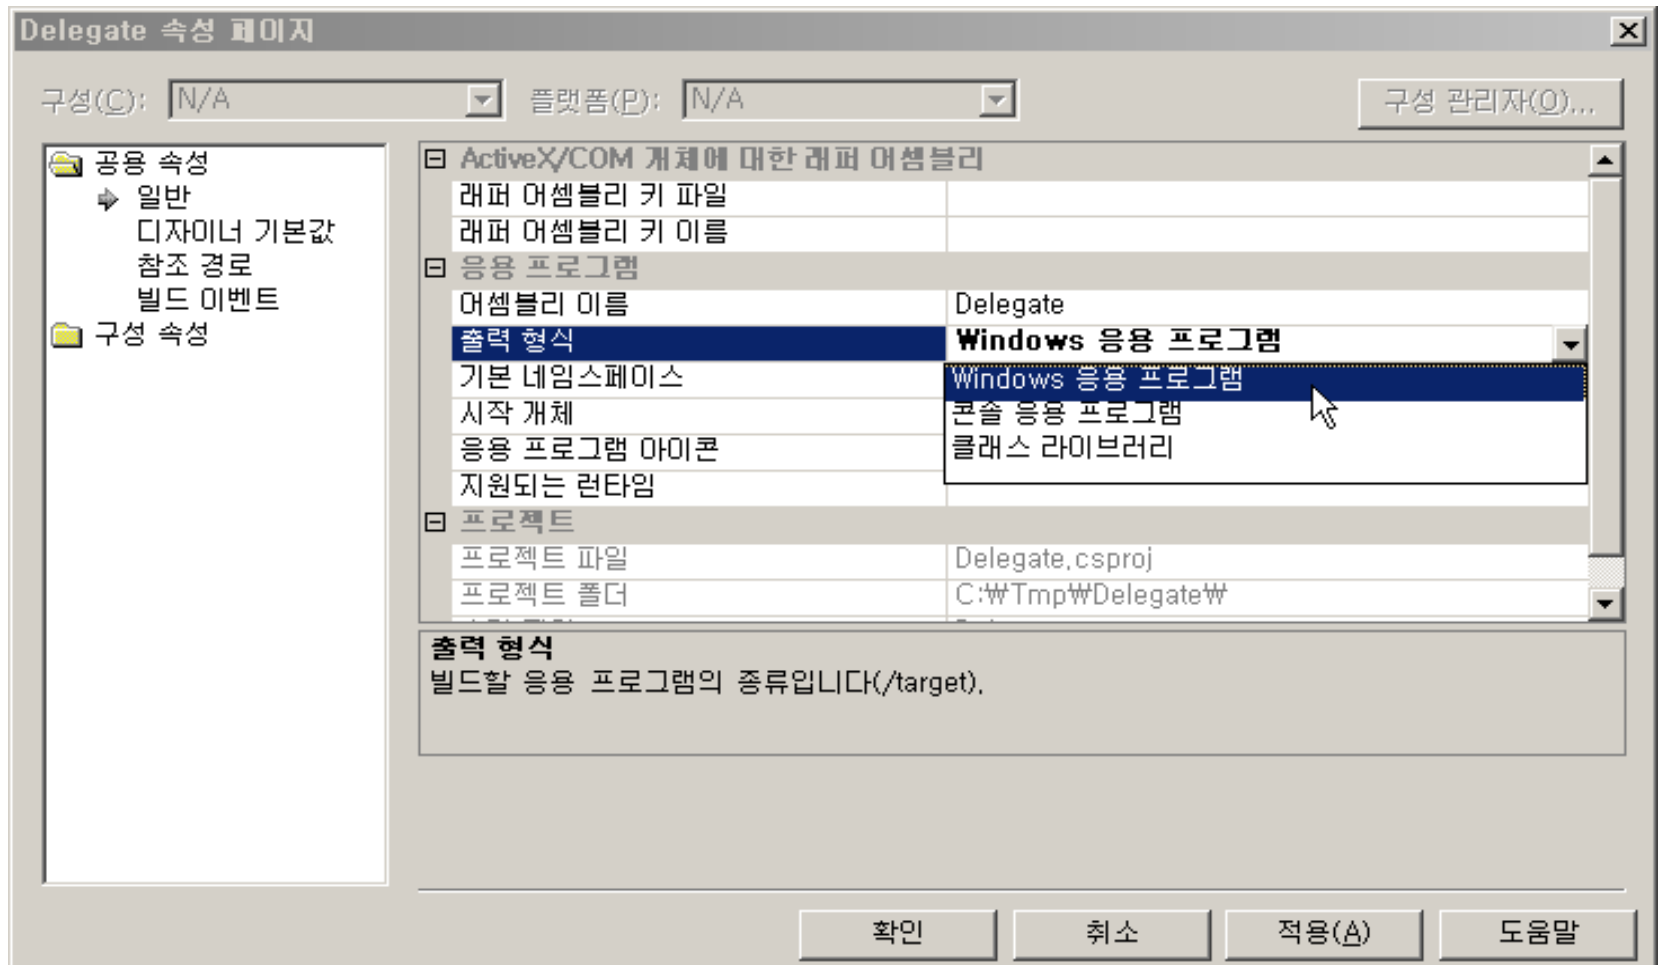 Delegate 속성 페이지
구성(C): N/A 플랫폼(P): N/A 구성 관리자(O)...
공용 속성
일반
디자이너 기본값
참조 경로
빌드 이벤트
구성 속성
ActiveX/COM 개체에 대한 래퍼 어셈블리
래퍼 어셈블리 키 파일
래퍼 어셈블리 키 이름
응용 프로그램
어셈블리 이름 Delegate
출력 형식 Windows 응용 프로그램
기본 네임스페이스 Windows 응용 프로그램
시작 개체 콘솔 응용 프로그램
응용 프로그램 아이콘 클래스 라이브러리
지원되는 런타임
프로젝트
프로젝트 파일 Delegate.csproj
프로젝트 폴더 C:₩Tmp₩Delegate₩
출력 형식
빌드할 응용 프로그램의 종류입니다(/target).
확인 취소 적용(A) 도움말